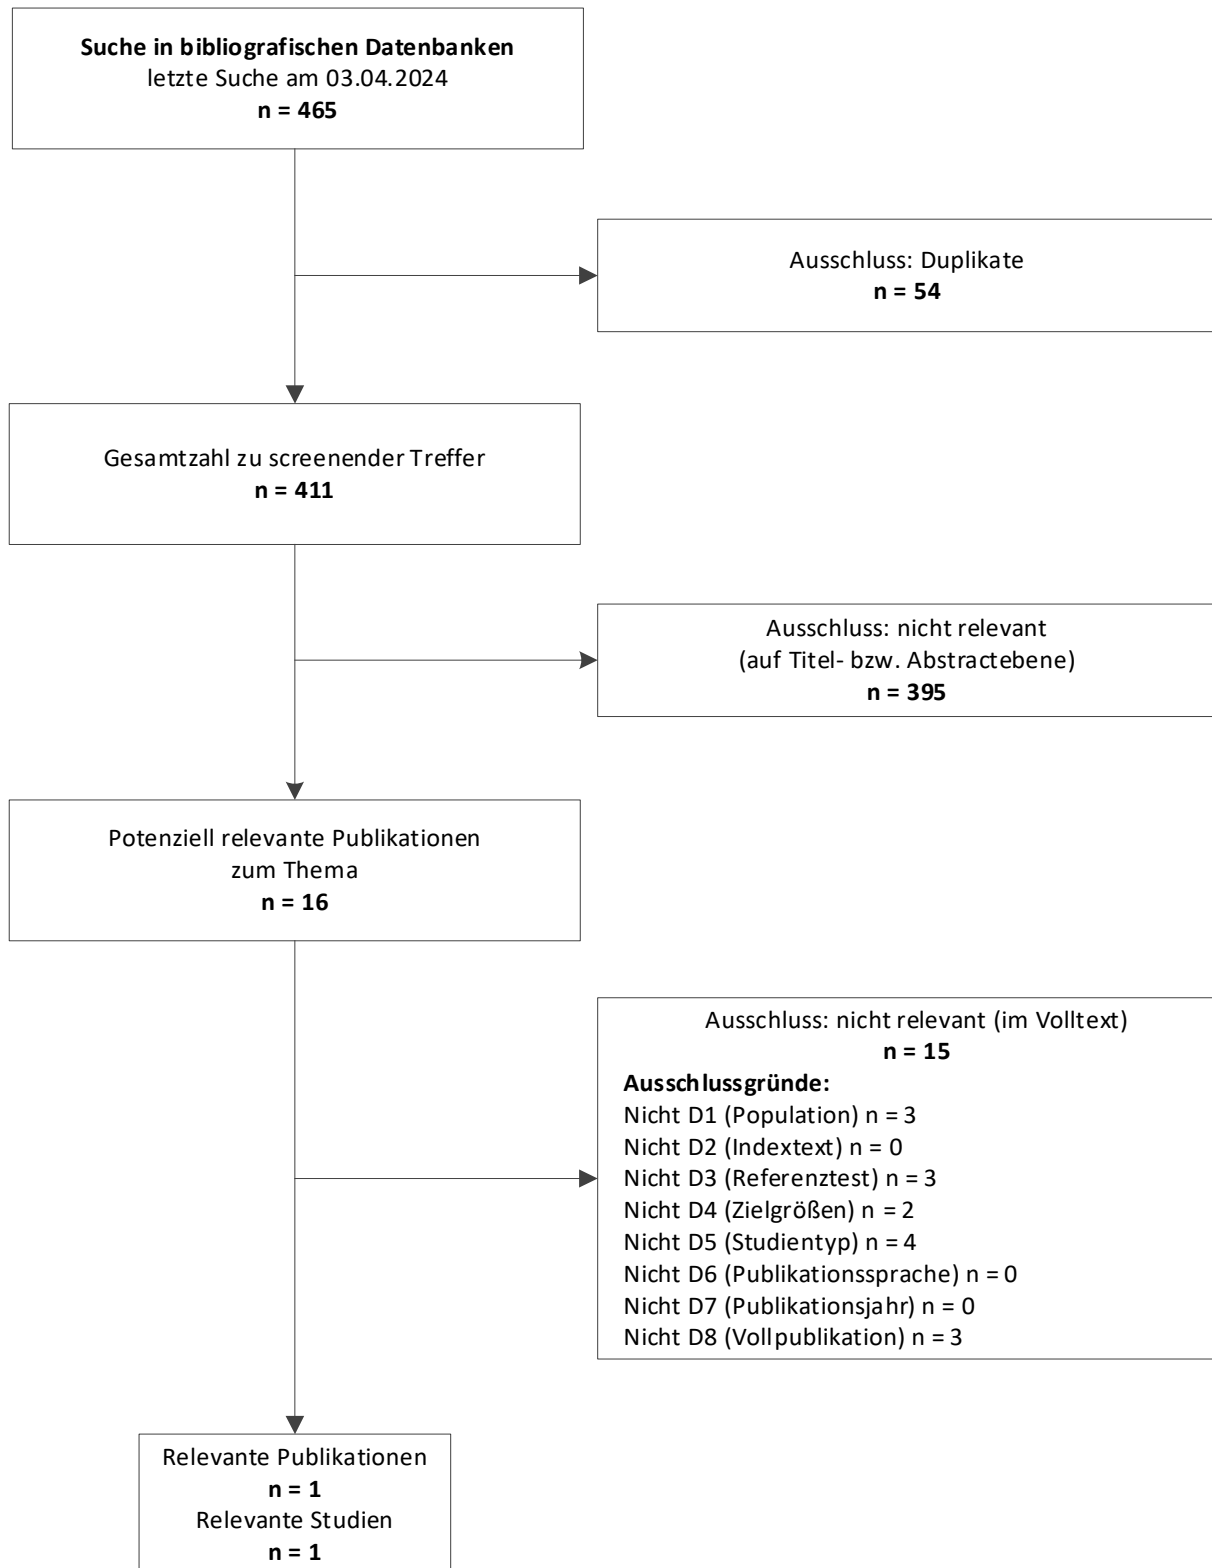 Suche in bibliografischen Datenbanken
letzte Suche am 03.04.2024
n = 465
Ausschluss: Duplikate
n = 54
Gesamtzahl zu screenender Treffer
n = 411
Ausschluss: nicht relevant
(auf Titel- bzw. Abstractebene)
n = 395
Potenziell relevante Publikationen
zum Thema
n = 16
Ausschluss: nicht relevant (im Volltext)
n = 15
Ausschlussgründe:
Nicht D1 (Population) n = 3
Nicht D2 (Indextext) n = 0
Nicht D3 (Referenztest) n = 3
Nicht D4 (Zielgrößen) n = 2
Nicht D5 (Studientyp) n = 4
Nicht D6 (Publikationssprache) n = 0
Nicht D7 (Publikationsjahr) n = 0
Nicht D8 (Vollpublikation) n = 3
Relevante Publikationen
n = 1
Relevante Studien
n = 1